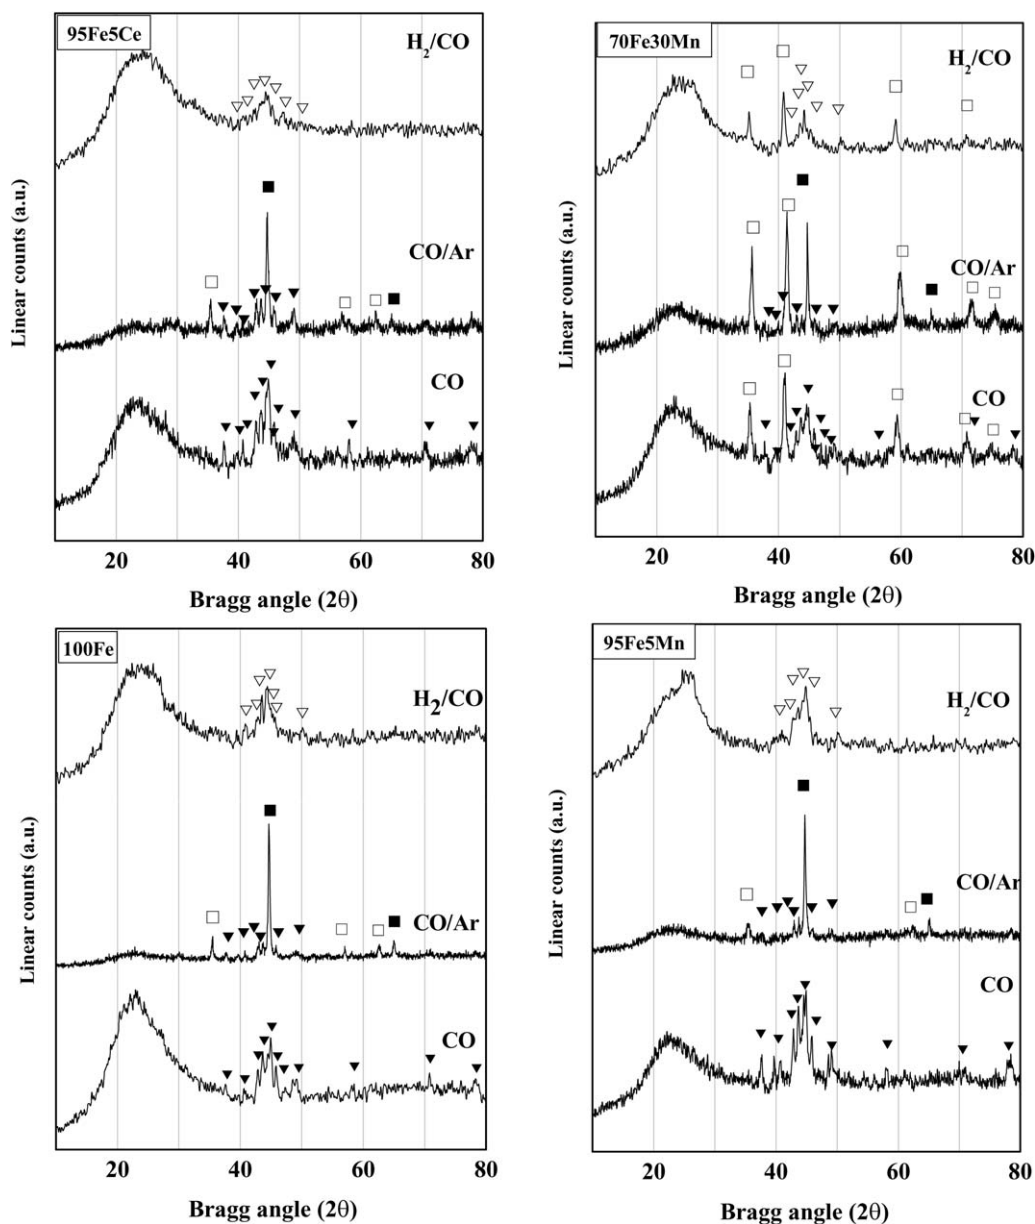 95Fe5Ce
H₂/CO
CO/Ar
CO
Linear counts (a.u.)
20 40 60 80
Bragg angle (2θ)
70Fe30Mn
H₂/CO
CO/Ar
CO
Linear counts (a.u.)
20 40 60 80
Bragg angle (2θ)
100Fe
H₂/CO
CO/Ar
CO
Linear counts (a.u.)
20 40 60 80
Bragg angle (2θ)
95Fe5Mn
H₂/CO
CO/Ar
CO
Linear counts (a.u.)
20 40 60 80
Bragg angle (2θ)